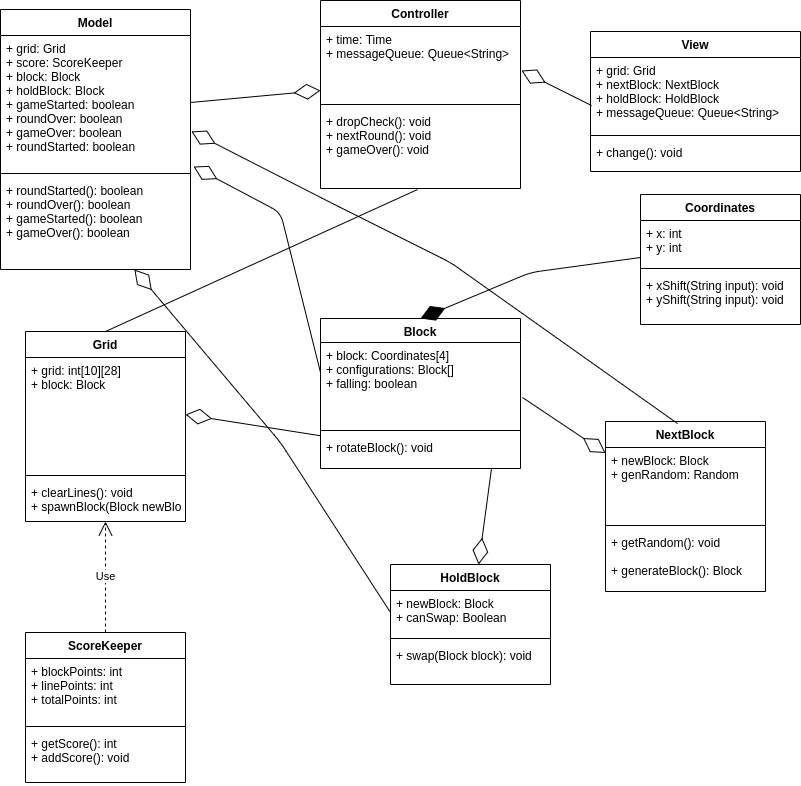 Model
+ grid: Grid
+ score: ScoreKeeper
+ block: Block
+ holdBlock: Block
+ gameStarted: boolean
+ roundOver: boolean
+ gameOver: boolean
+ roundStarted: boolean
+ roundStarted(): boolean
+ roundOver(): boolean
+ gameStarted(): boolean
+ gameOver(): boolean
Controller
+ time: Time
+ messageQueue: Queue<String>
+ dropCheck(): void
+ nextRound(): void
+ gameOver(): void
View
+ grid: Grid
+ nextBlock: NextBlock
+ holdBlock: HoldBlock
+ messageQueue: Queue<String>
+ change(): void
Coordinates
+ x: int
+ y: int
+ xShift(String input): void
+ yShift(String input): void
Grid
+ grid: int[10][28]
+ block: Block
+ clearLines(): void
+ spawnBlock(Block newBlo
Block
+ block: Coordinates[4]
+ configurations: Block[]
+ falling: boolean
+ rotateBlock(): void
NextBlock
+ newBlock: Block
+ genRandom: Random
+ getRandom(): void
+ generateBlock(): Block
Use
HoldBlock
+ newBlock: Block
+ canSwap: Boolean
+ swap(Block block): void
ScoreKeeper
+ blockPoints: int
+ linePoints: int
+ totalPoints: int
+ getScore(): int
+ addScore(): void